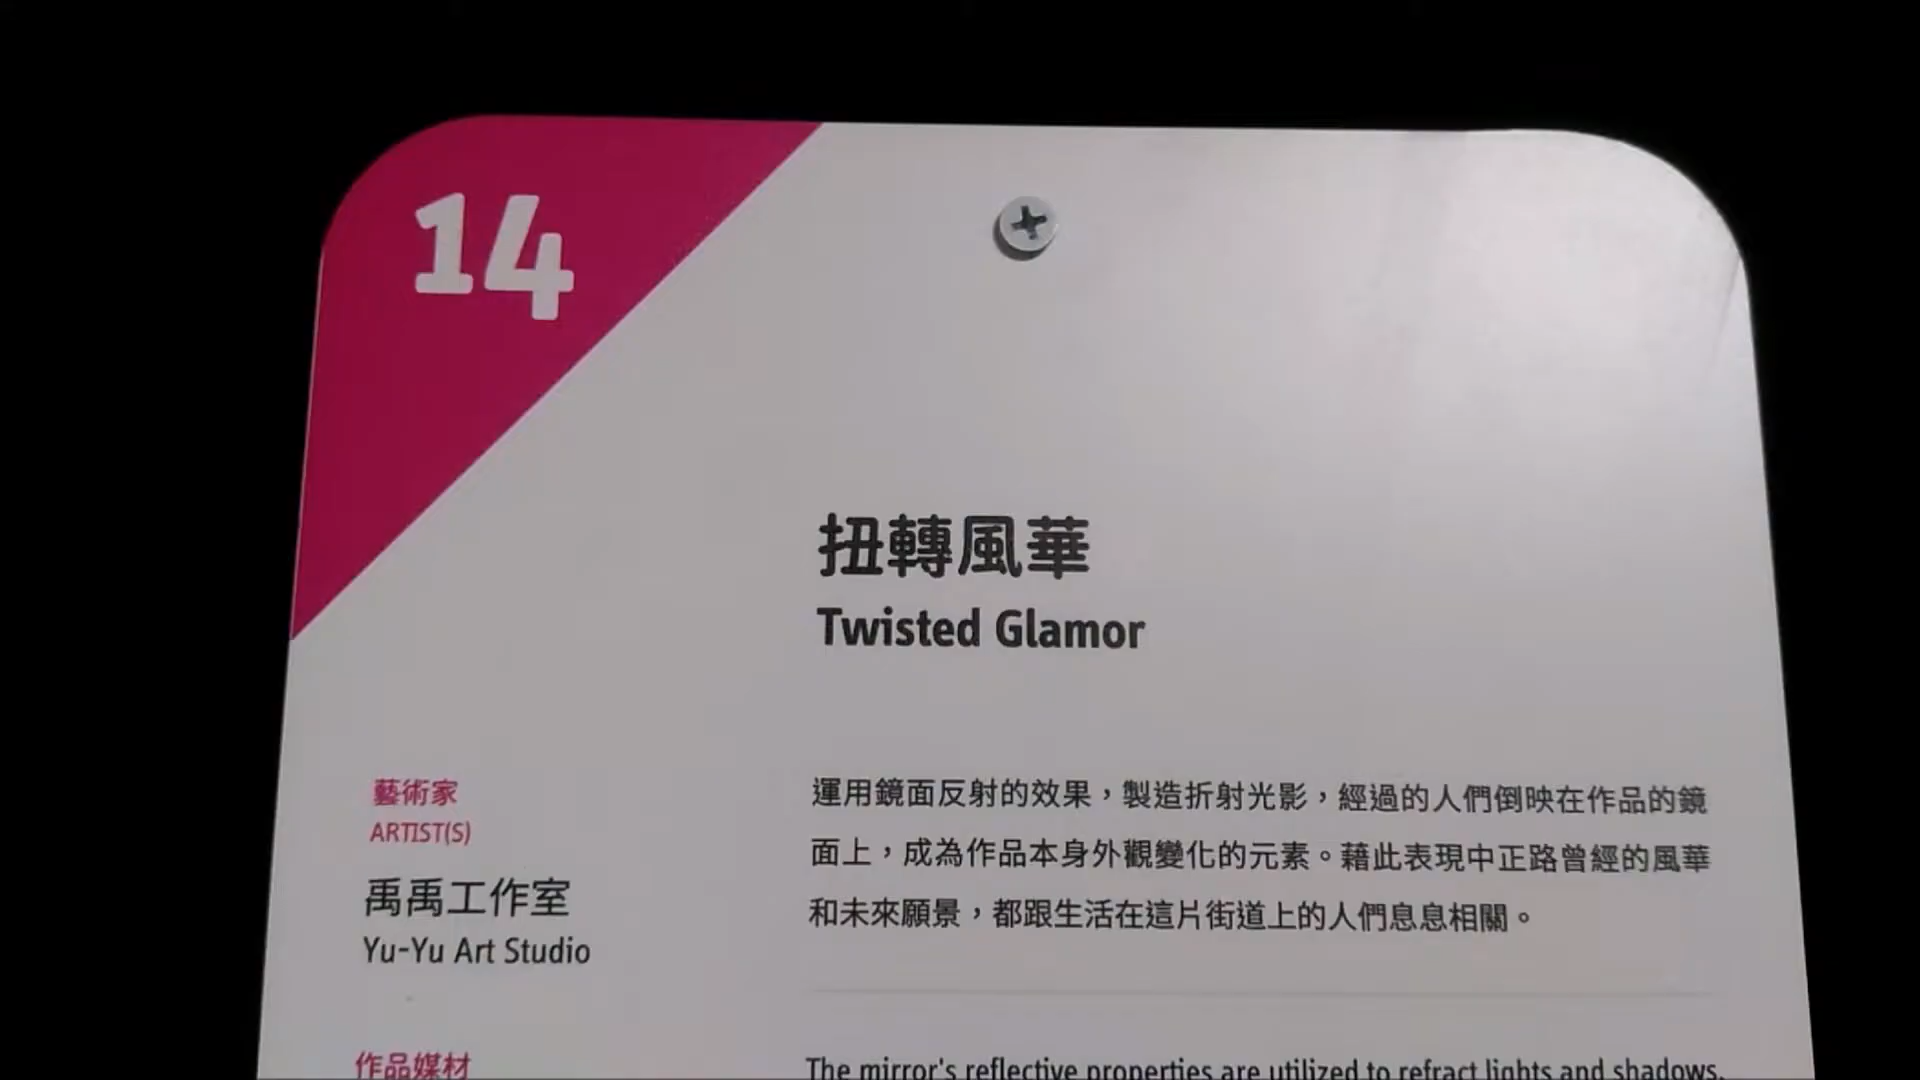 14
扭轉風華
Twisted Glamor
藝術家
ARTIST(S)
禹禹工作室
Yu-Yu Art Studio
作品媒材
運用鏡面反射的效果，製造折射光影，經過的人們倒映在作品的鏡
面上，成為作品本身外觀變化的元素。藉此表現中正路曾經的風華
和未來願景，都跟生活在這片街道上的人們息息相關。
The mirror's reflective properties are utilized to refract lights and shadows.